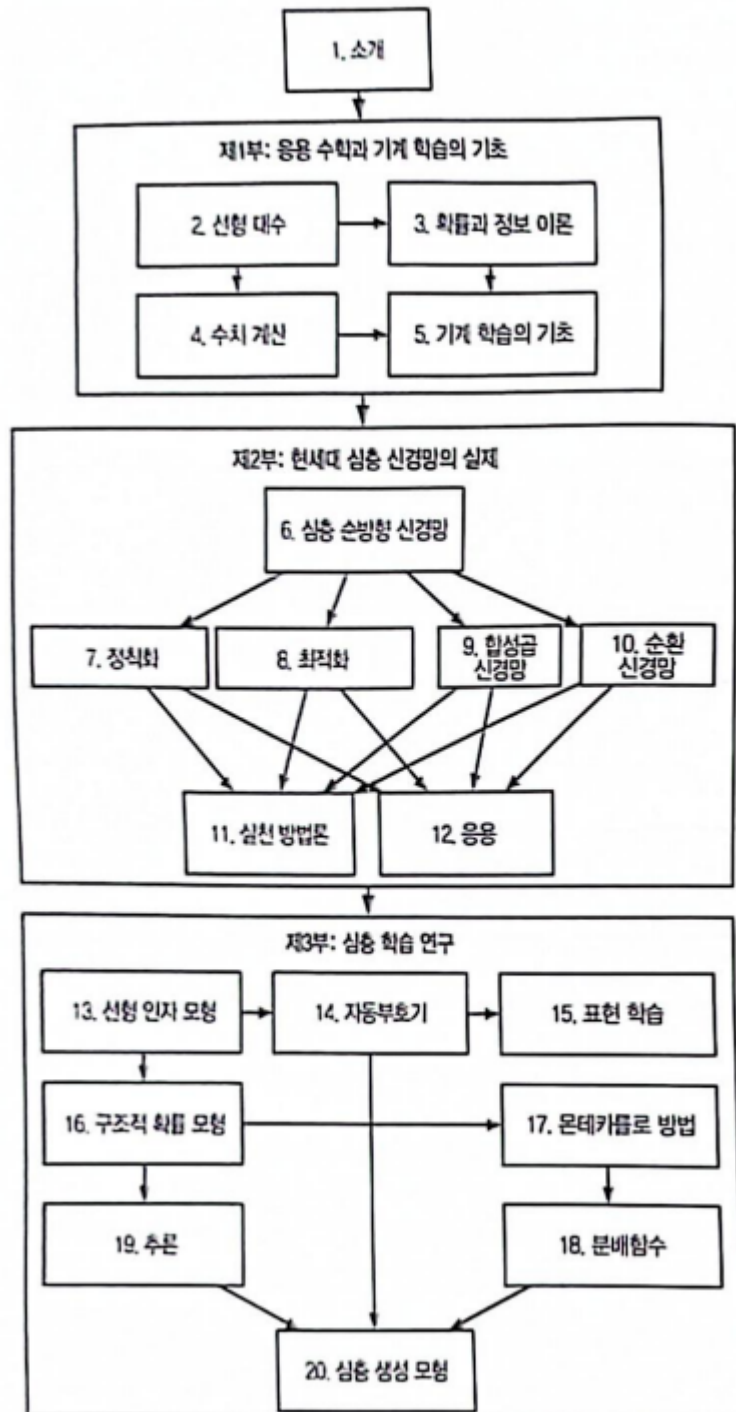 1. 소개
제1부: 응용 수학과 기계 학습의 기초
2. 선형 대수
3. 확률과 정보 이론
4. 수치 계산
5. 기계 학습의 기초
제2부: 현세대 심층 신경망의 실제
6. 심층 순방향 신경망
7. 정칙화
8. 최적화
9. 합성곱
신경망
10. 순환
신경망
11. 실천 방법론
12. 응용
제3부: 심층 학습 연구
13. 선형 인자 모형
14. 자동부호기
15. 표현 학습
16. 구조적 확률 모형
17. 몬테카를로 방법
19. 추론
18. 분배함수
20. 심층 생성 모형